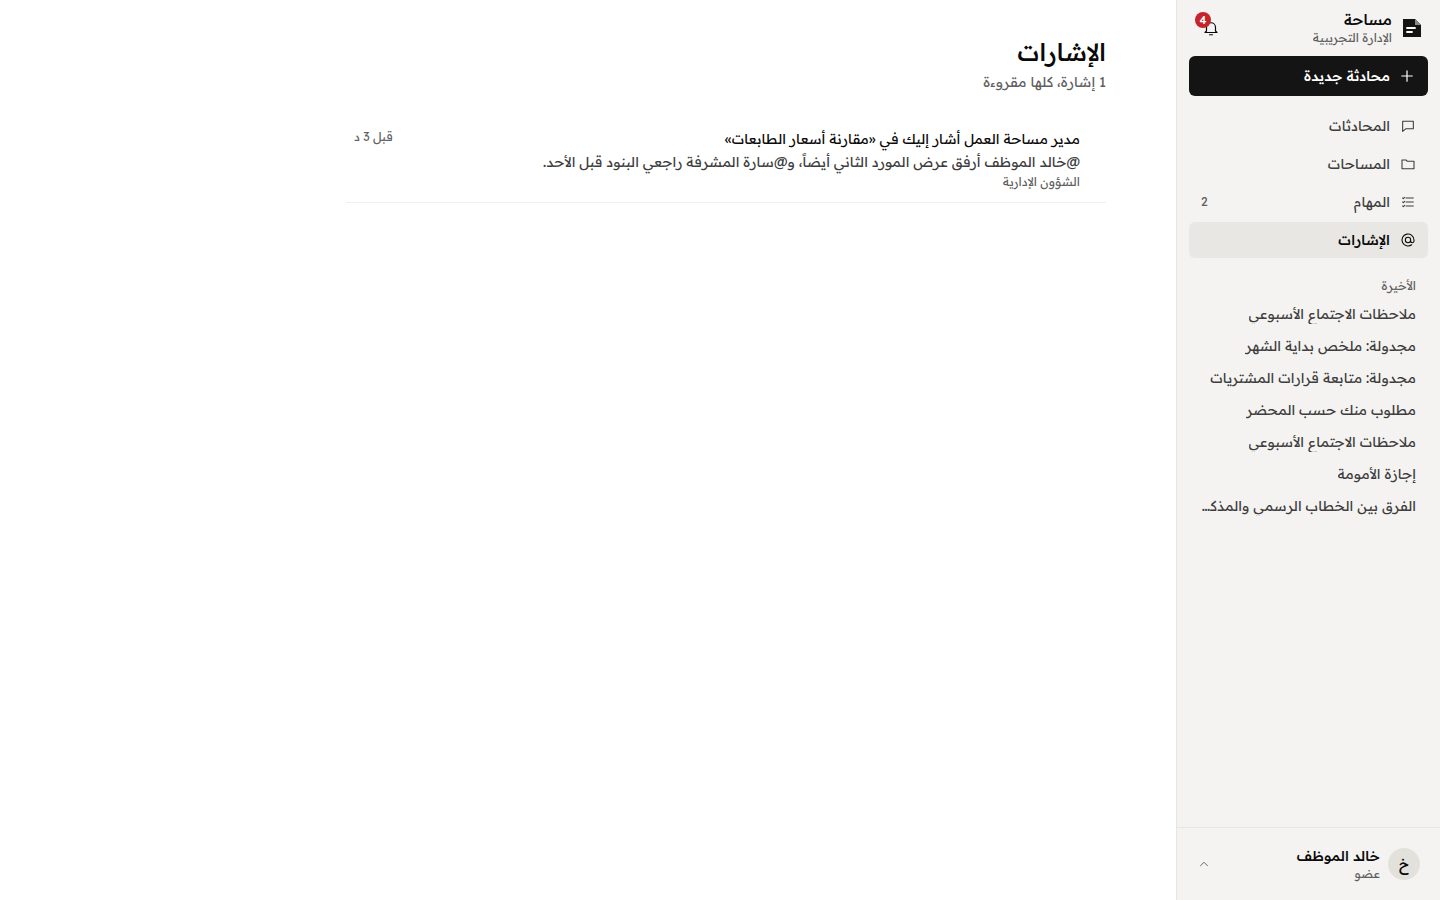 مساحة
الإدارة التجريبية
4
محادثة جديدة
المحادثات
المساحات
المهام 2
الإشارات
الأخيرة
ملاحظات الاجتماع الأسبوعي
مجدولة: ملخص بداية الشهر
مجدولة: متابعة قرارات المشتريات
مطلوب منك حسب المحضر
ملاحظات الاجتماع الأسبوعي
إجازة الأمومة
الفرق بين الخطاب الرسمي والمذك...
خ
خالد الموظف
عضو
الإشارات
1 إشارة، كلها مقروءة
مدير مساحة العمل أشار إليك في «مقارنة أسعار الطابعات» قبل 3 د
@خالد الموظف أرفق عرض المورد الثاني أيضاً، و@سارة المشرفة راجعي البنود قبل الأحد.
الشؤون الإدارية